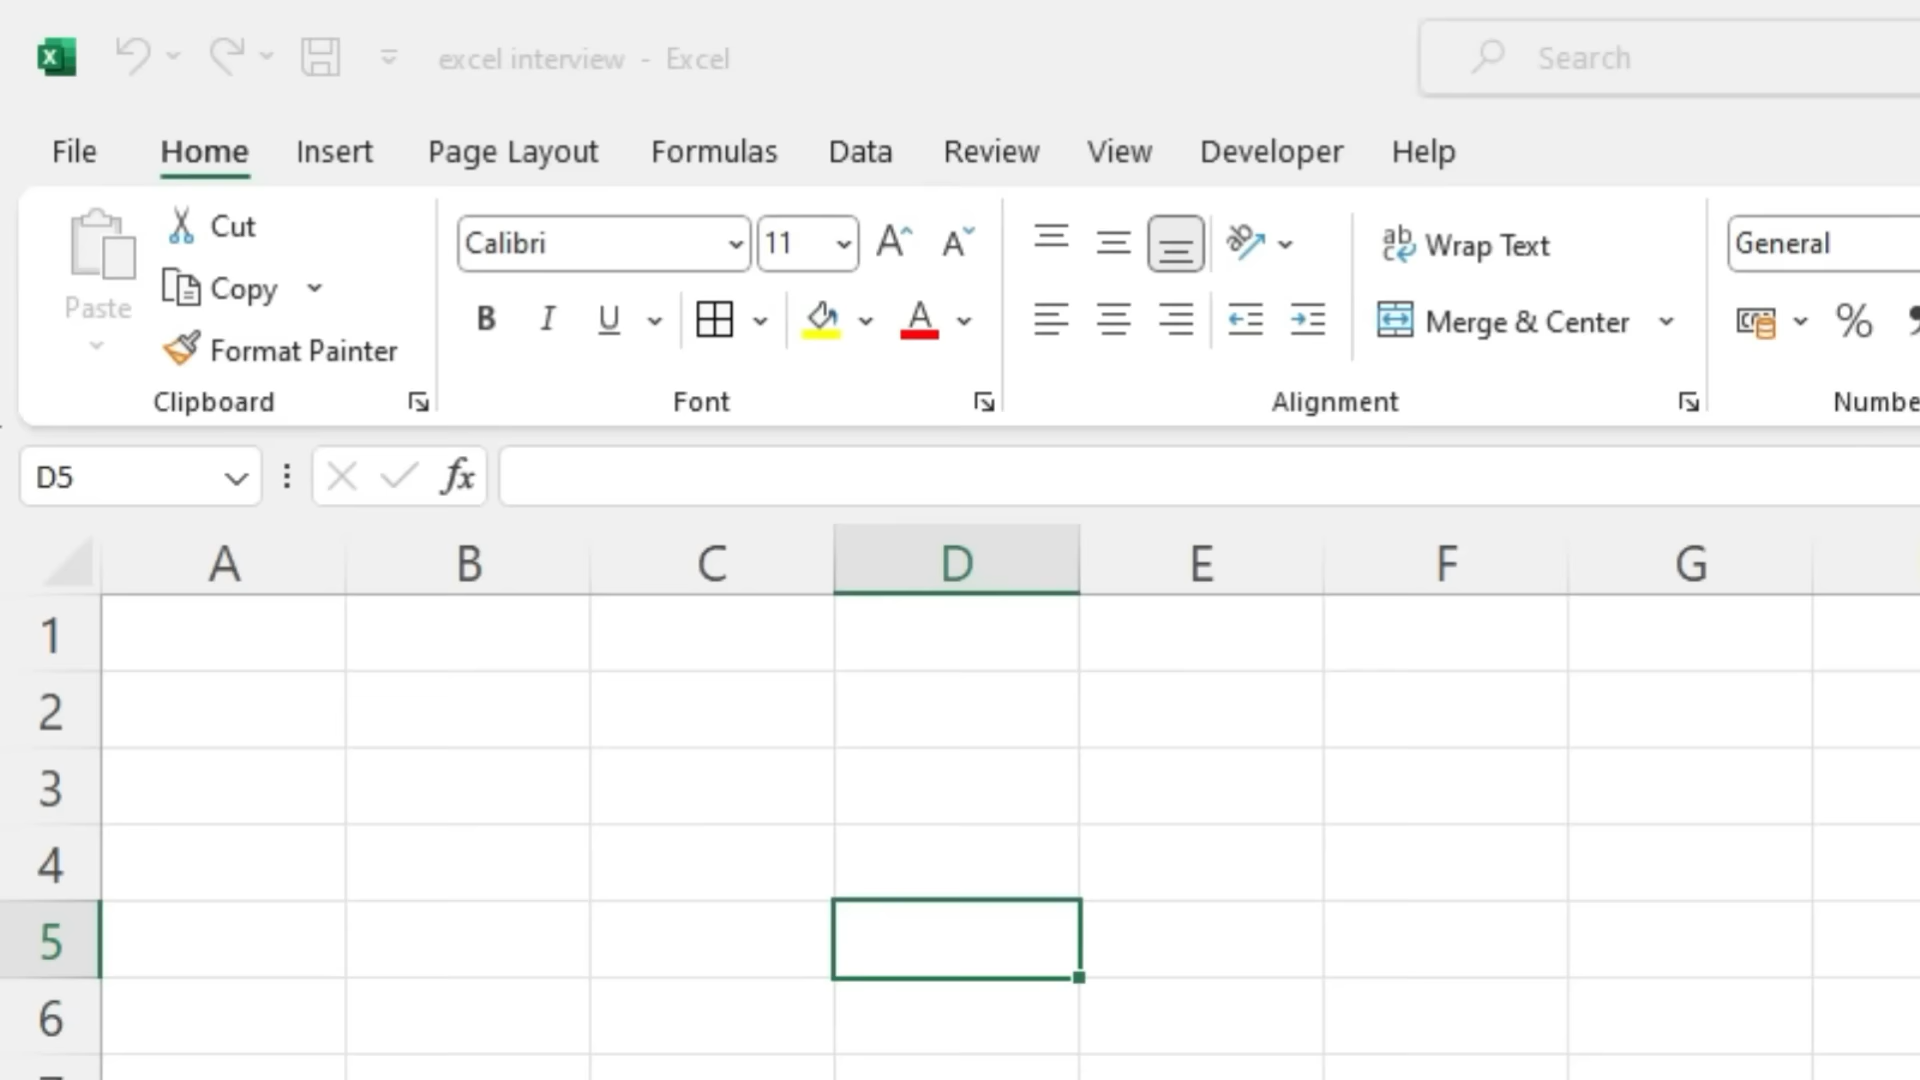 excel interview - Excel
Search
File Home Insert Page Layout Formulas Data Review View Developer Help
Paste
Cut
Copy
Format Painter
Clipboard
Calibri 11
B I U
Font
Wrap Text
Merge & Center
Alignment
General
%
Numbe
D5
fx
A B C D E F G
1
2
3
4
5
6